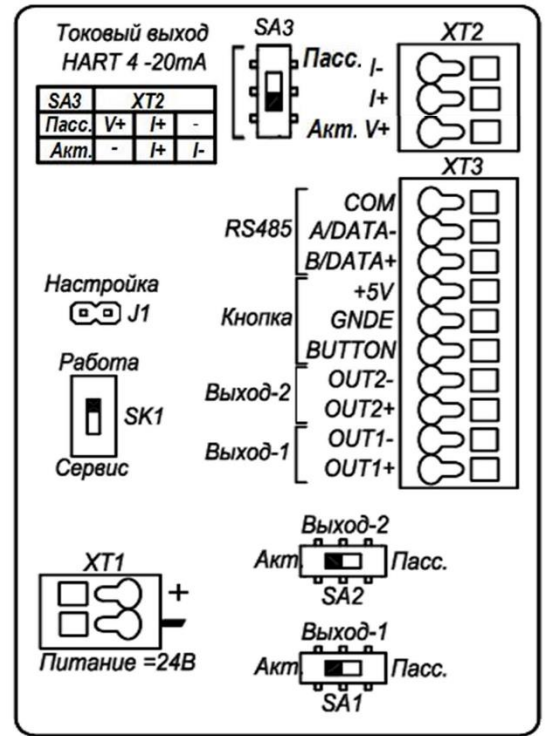 Токовый выход
HART 4 -20mA
SA3 XT2
Пасс. V+ I+ -
Акт. - I+ I-
SA3
Пасс.
Акт.
XT2
I-
I+
V+
XT3
RS485
COM
A/DATA-
B/DATA+
Кнопка
+5V
GNDE
BUTTON
Выход-2
OUT2-
OUT2+
Выход-1
OUT1-
OUT1+
Настройка
J1
Работа
SK1
Сервис
XT1
+
-
Питание =24В
Выход-2
Акт. Пасс.
SA2
Выход-1
Акт. Пасс.
SA1